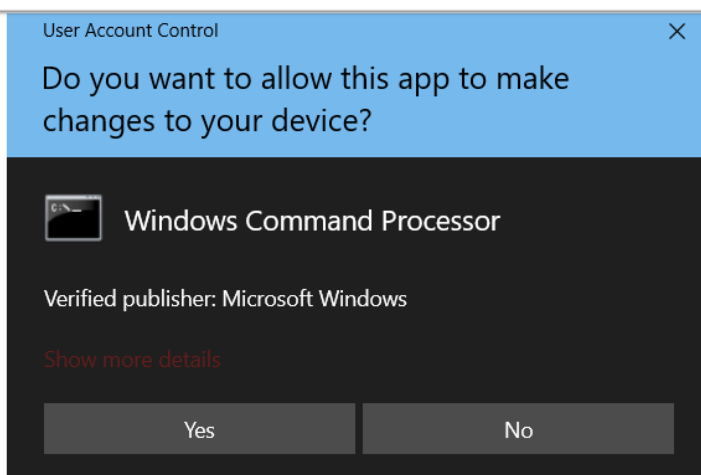 User Account Control
Do you want to allow this app to make
changes to your device?
C:\_
Windows Command Processor
Verified publisher: Microsoft Windows
Show more details
Yes
No